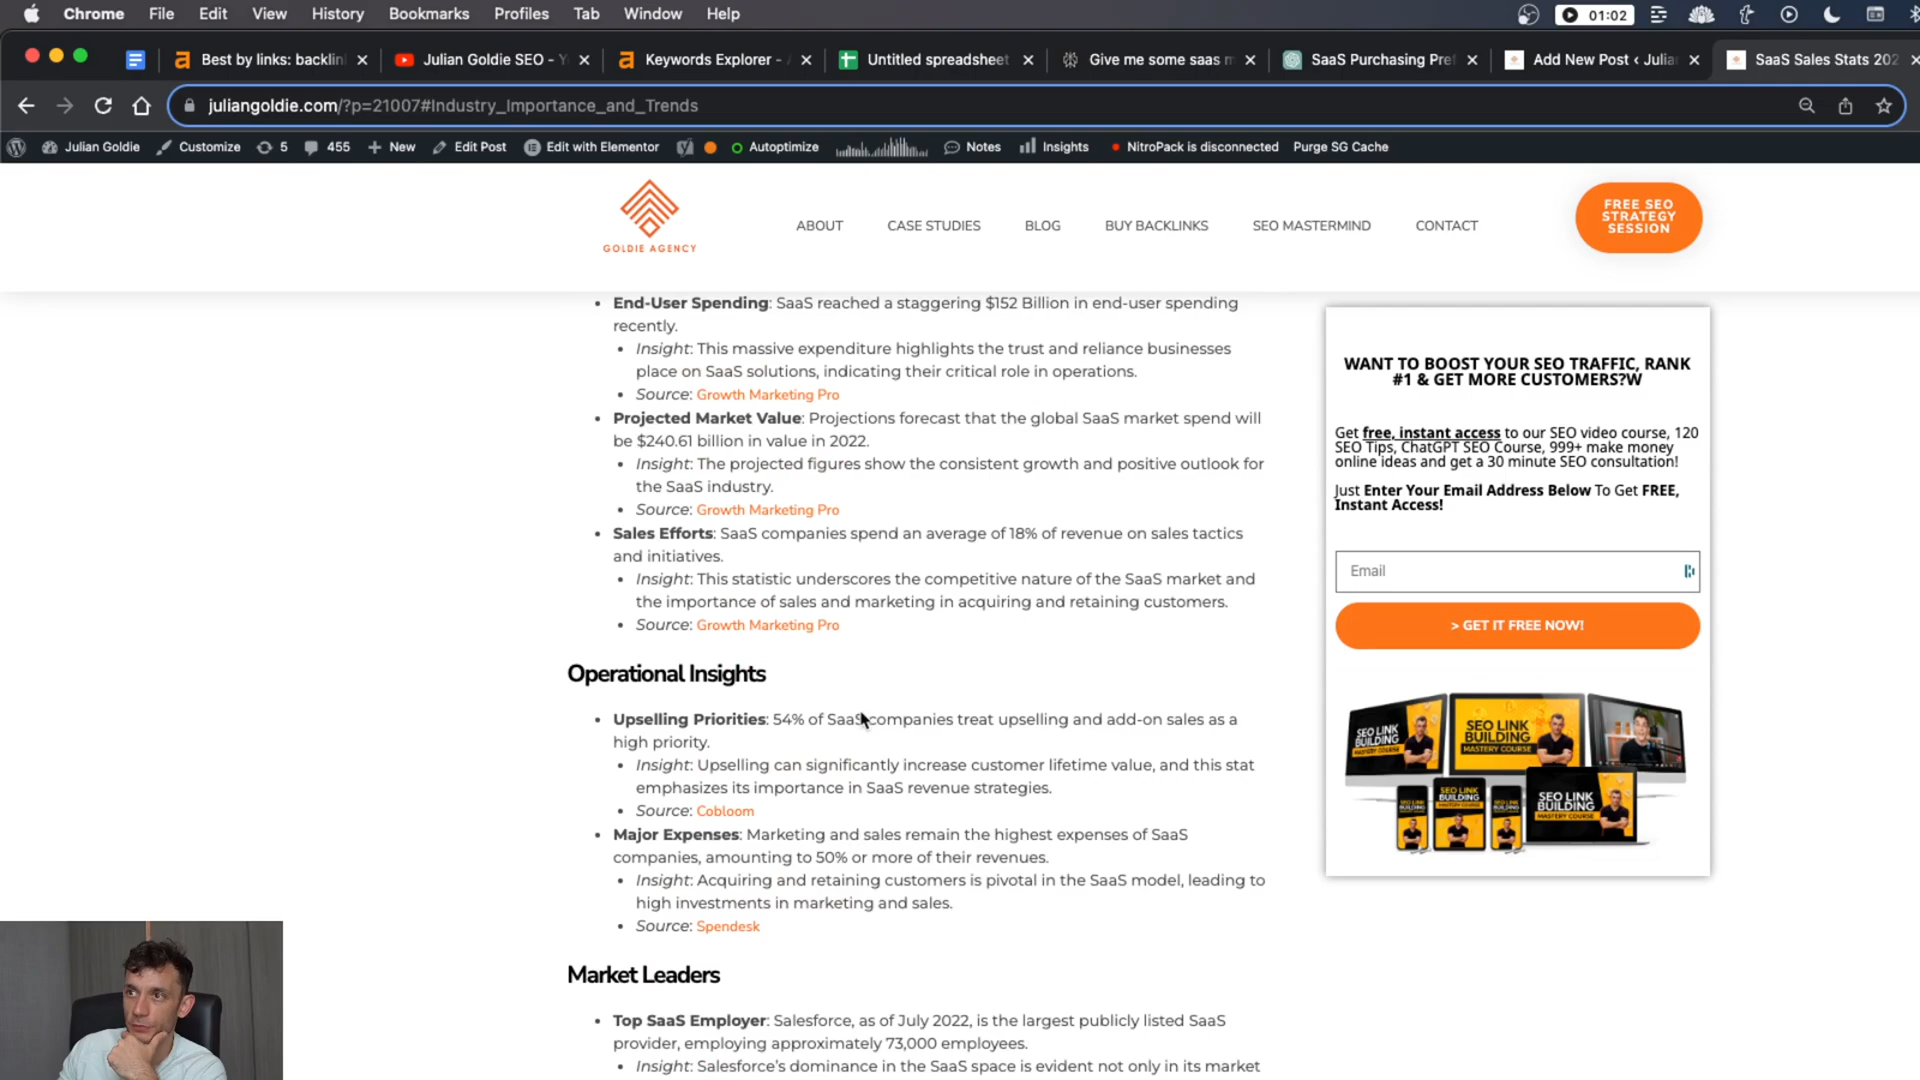 Chrome File Edit View History Bookmarks Profiles Tab Window Help 01:02
Best by links: backlin Julian Goldie SEO - Y Keywords Explorer - Untitled spreadsheet Give me some saas m SaaS Purchasing Pre Add New Post ‹ Julia SaaS Sales Stats 202
juliangoldie.com/?p=21007#Industry_Importance_and_Trends
Julian Goldie Customize 5 455 New Edit Post Edit with Elementor Autoptimize Notes Insights NitroPack is disconnected Purge SG Cache
GOLDIE AGENCY
ABOUT CASE STUDIES BLOG BUY BACKLINKS SEO MASTERMIND CONTACT
FREE SEO
STRATEGY
SESSION
• End-User Spending: SaaS reached a staggering $152 Billion in end-user spending
recently.
• Insight: This massive expenditure highlights the trust and reliance businesses
place on SaaS solutions, indicating their critical role in operations.
• Source: Growth Marketing Pro
• Projected Market Value: Projections forecast that the global SaaS market spend will
be $240.61 billion in value in 2022.
• Insight: The projected figures show the consistent growth and positive outlook for
the SaaS industry.
• Source: Growth Marketing Pro
• Sales Efforts: SaaS companies spend an average of 18% of revenue on sales tactics
and initiatives.
• Insight: This statistic underscores the competitive nature of the SaaS market and
the importance of sales and marketing in acquiring and retaining customers.
• Source: Growth Marketing Pro
Operational Insights
• Upselling Priorities: 54% of SaaS companies treat upselling and add-on sales as a
high priority.
• Insight: Upselling can significantly increase customer lifetime value, and this stat
emphasizes its importance in SaaS revenue strategies.
• Source: Cobloom
• Major Expenses: Marketing and sales remain the highest expenses of SaaS
companies, amounting to 50% or more of their revenues.
• Insight: Acquiring and retaining customers is pivotal in the SaaS model, leading to
high investments in marketing and sales.
• Source: Spendesk
Market Leaders
• Top SaaS Employer: Salesforce, as of July 2022, is the largest publicly listed SaaS
provider, employing approximately 73,000 employees.
• Insight: Salesforce's dominance in the SaaS space is evident not only in its market
WANT TO BOOST YOUR SEO TRAFFIC, RANK
#1 & GET MORE CUSTOMERS?W
Get free, instant access to our SEO video course, 120
SEO Tips, ChatGPT SEO Course, 999+ make money
online ideas and get a 30 minute SEO consultation!
Just Enter Your Email Address Below To Get FREE,
Instant Access!
Email
> GET IT FREE NOW!
SEO LINK
BUILDING
MASTERY COURSE
SEO LINK
BUILDING
MASTERY COURSE
SEO LINK
BUILDING
MASTERY COURSE